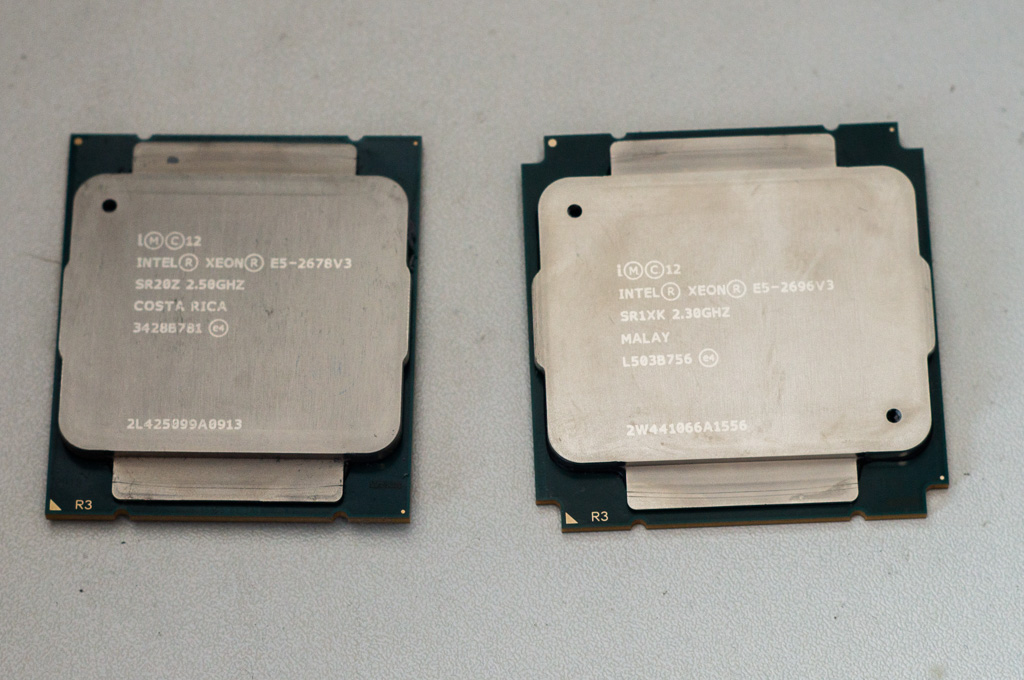 i Ⓜ Ⓒ 12
INTEL® XEON® E5-2678V3
SR20Z 2.50GHZ
COSTA RICA
3428B781 ⓔ4
2L425099A0913
R3
i Ⓜ Ⓒ 12
INTEL® XEON® E5-2696V3
SR1XK 2.30GHZ
MALAY
L503B756 ⓔ4
2W441066A1556
R3